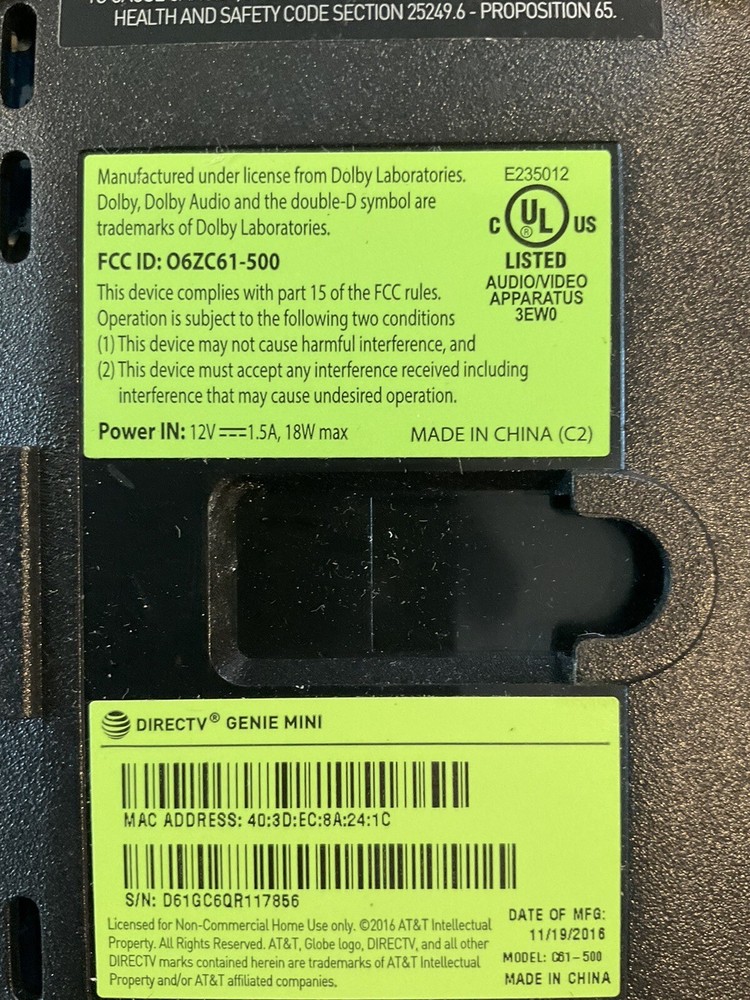 HEALTH AND SAFETY CODE SECTION 25249.6 - PROPOSITION 65.
Manufactured under license from Dolby Laboratories.
Dolby, Dolby Audio and the double-D symbol are
trademarks of Dolby Laboratories.
E235012
C UL® US
LISTED
AUDIO/VIDEO
APPARATUS
3EW0
FCC ID: O6ZC61-500
This device complies with part 15 of the FCC rules.
Operation is subject to the following two conditions
(1) This device may not cause harmful interference, and
(2) This device must accept any interference received including
interference that may cause undesired operation.
Power IN: 12V ⎓1.5A, 18W max
MADE IN CHINA (C2)
DIRECTV® GENIE MINI
MAC ADDRESS: 40:3D:EC:8A:24:1C
S/N: D61GC6QR117856
Licensed for Non-Commercial Home Use only. ©2016 AT&T Intellectual
Property. All Rights Reserved. AT&T, Globe logo, DIRECTV, and all other
DIRECTV marks contained herein are trademarks of AT&T Intellectual
Property and/or AT&T affiliated companies.
DATE OF MFG:
11/19/2016
MODEL: C61-500
MADE IN CHINA